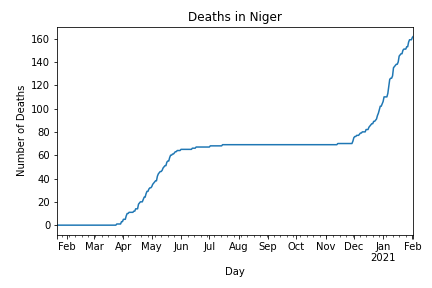 Deaths in Niger
160
140
120
100
80
60
40
20
0
Number of Deaths
Feb Mar Apr May Jun Jul Aug Sep Oct Nov Dec Jan Feb
2021
Day